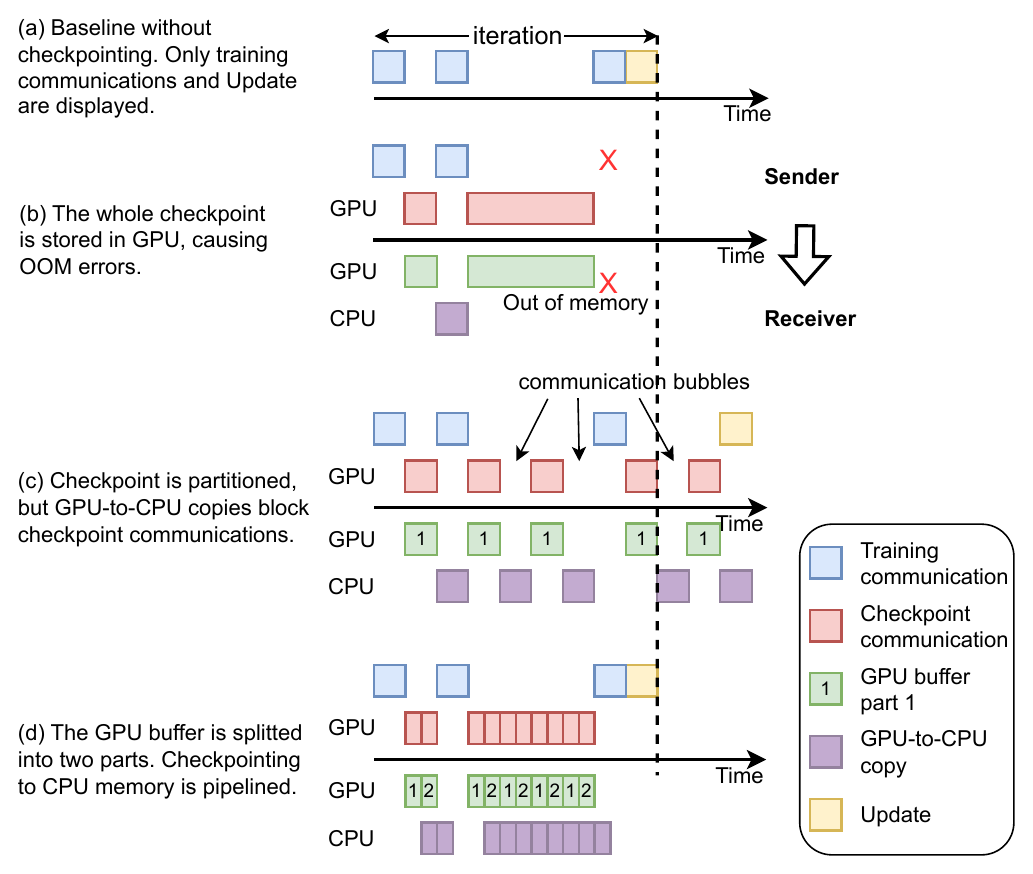 (a) Baseline without
checkpointing. Only training
communications and Update
are displayed.
iteration
Time
(b) The whole checkpoint
is stored in GPU, causing
OOM errors.
X
GPU
Time
GPU
X
Out of memory
CPU
Sender
Receiver
communication bubbles
(c) Checkpoint is partitioned,
but GPU-to-CPU copies block
checkpoint communications.
GPU
Time
GPU
1 1 1 1 1
CPU
(d) The GPU buffer is splitted
into two parts. Checkpointing
to CPU memory is pipelined.
GPU
Time
GPU
1 2 1 2 1 2 1 2 1 2
CPU
Training
communication
Checkpoint
communication
1
GPU buffer
part 1
GPU-to-CPU
copy
Update